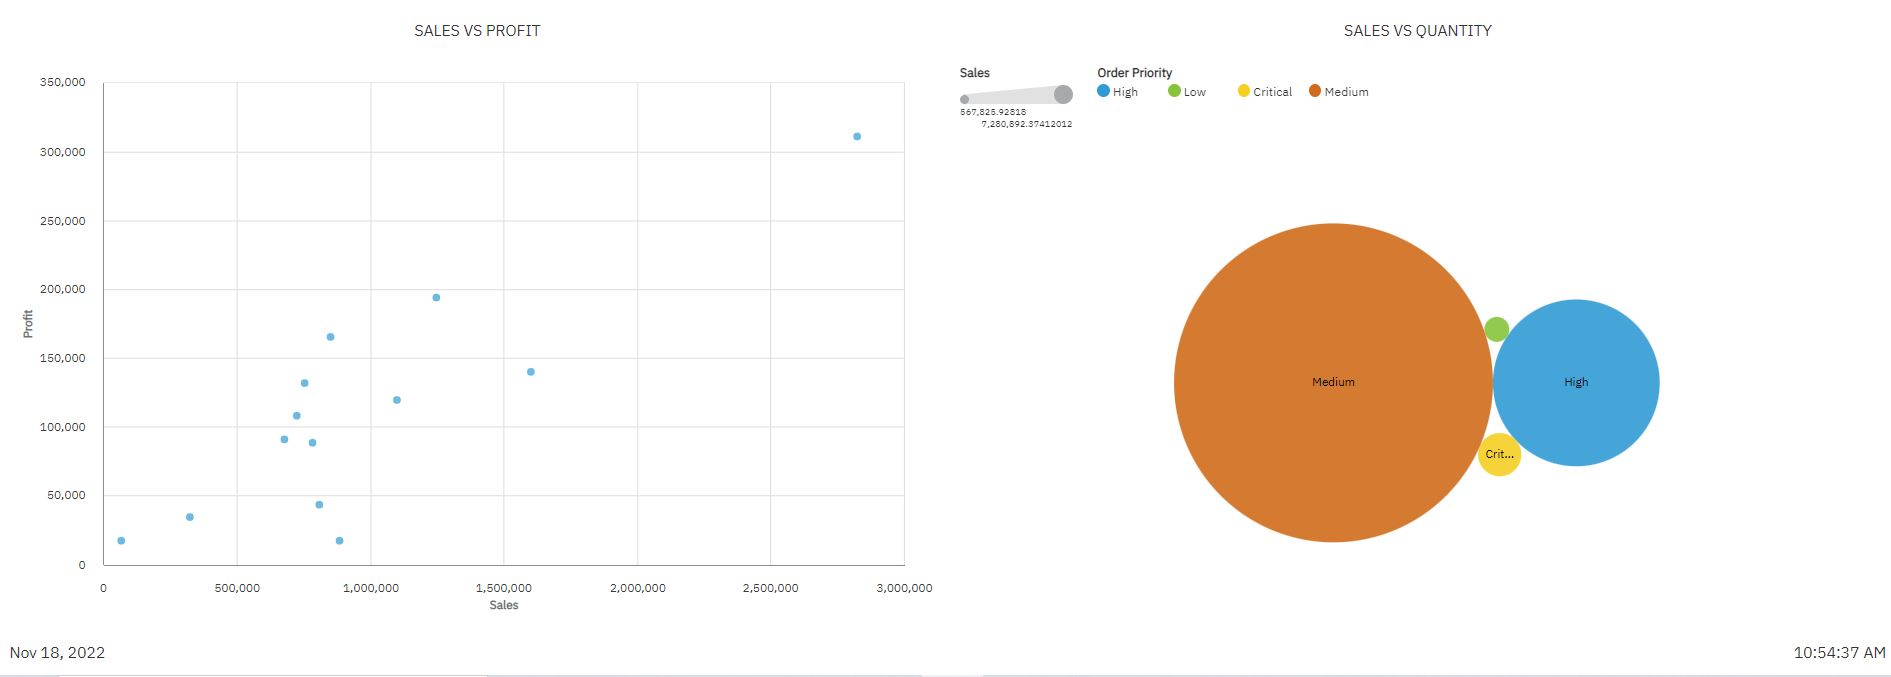 SALES VS PROFIT
350,000
300,000
250,000
200,000
150,000
100,000
50,000
0
Profit
0 500,000 1,000,000 1,500,000 2,000,000 2,500,000 3,000,000
Sales
SALES VS QUANTITY
Sales
567,825.92818
7,280,892.37412012
Order Priority
High Low Critical Medium
Medium
High
Crit...
Nov 18, 2022
10:54:37 AM